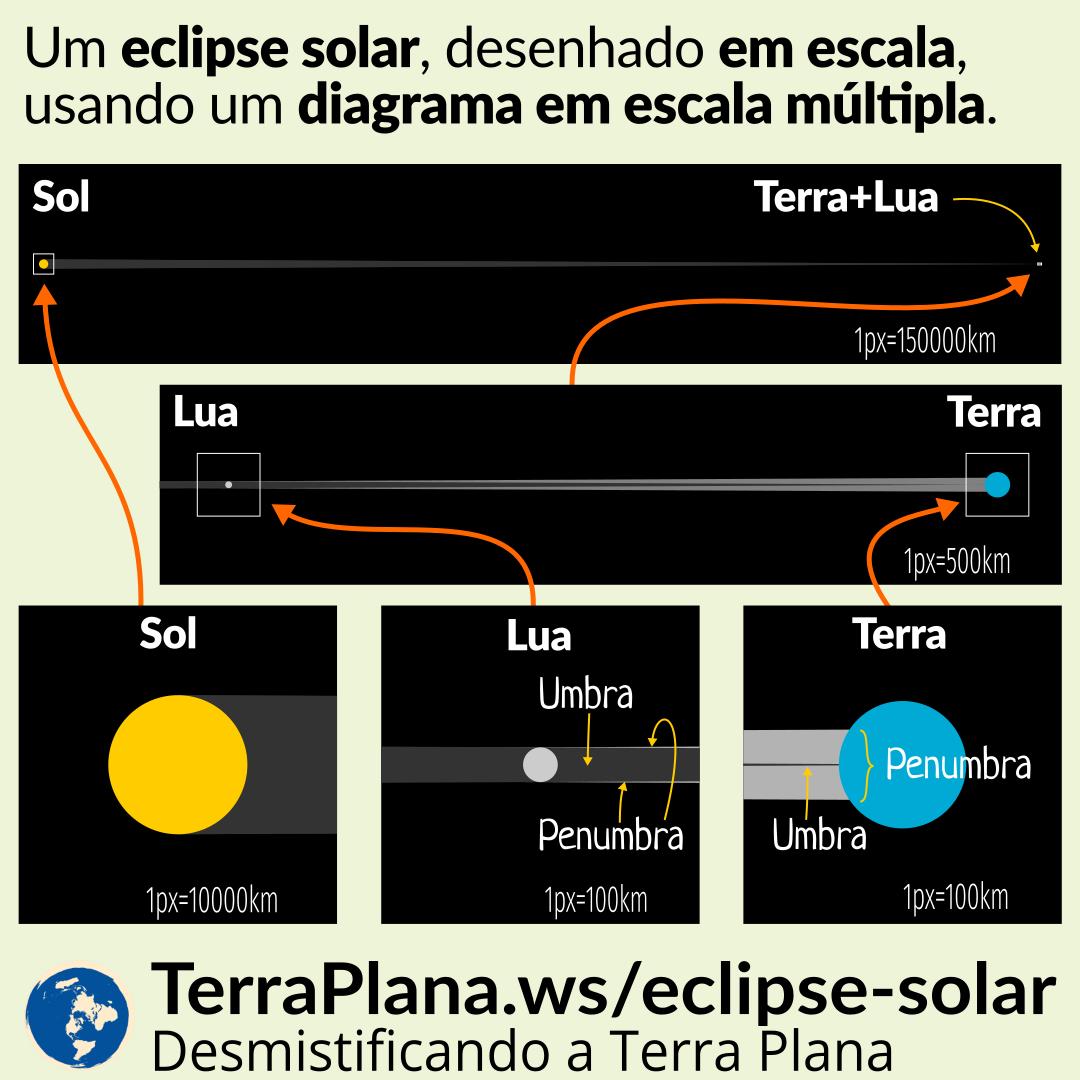 Um eclipse solar, desenhado em escala,
usando um diagrama em escala múltipla.
Sol
Terra+Lua
1px=150000km
Lua
Terra
1px=500km
Sol
1px=10000km
Lua
Umbra
Penumbra
1px=100km
Terra
Penumbra
Umbra
1px=100km
TerraPlana.ws/eclipse-solar
Desmistificando a Terra Plana